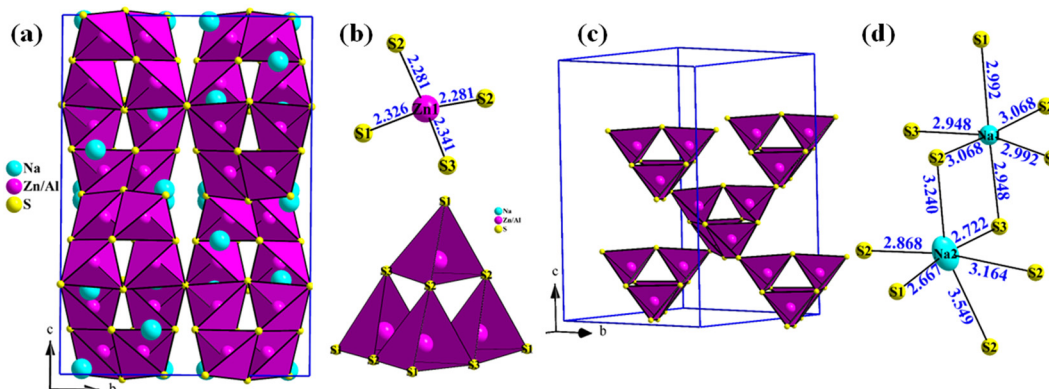 (a)
Na
Zn/Al
S
c
b
(b)
S2
2.281
2.281
S2
Zn1
2.326
S1
2.341
S3
Na
Zn/Al
S
S1
S3
S2
S2
S1
S3
S1
S3
S1
(c)
c
b
(d)
S1
2.992
3.068
S3
2.948
Na1
S2
3.068
2.992
2.948
3.240
S3
2.722
2.868
S2
Na2
S2
3.164
S1
2.667
3.549
S2